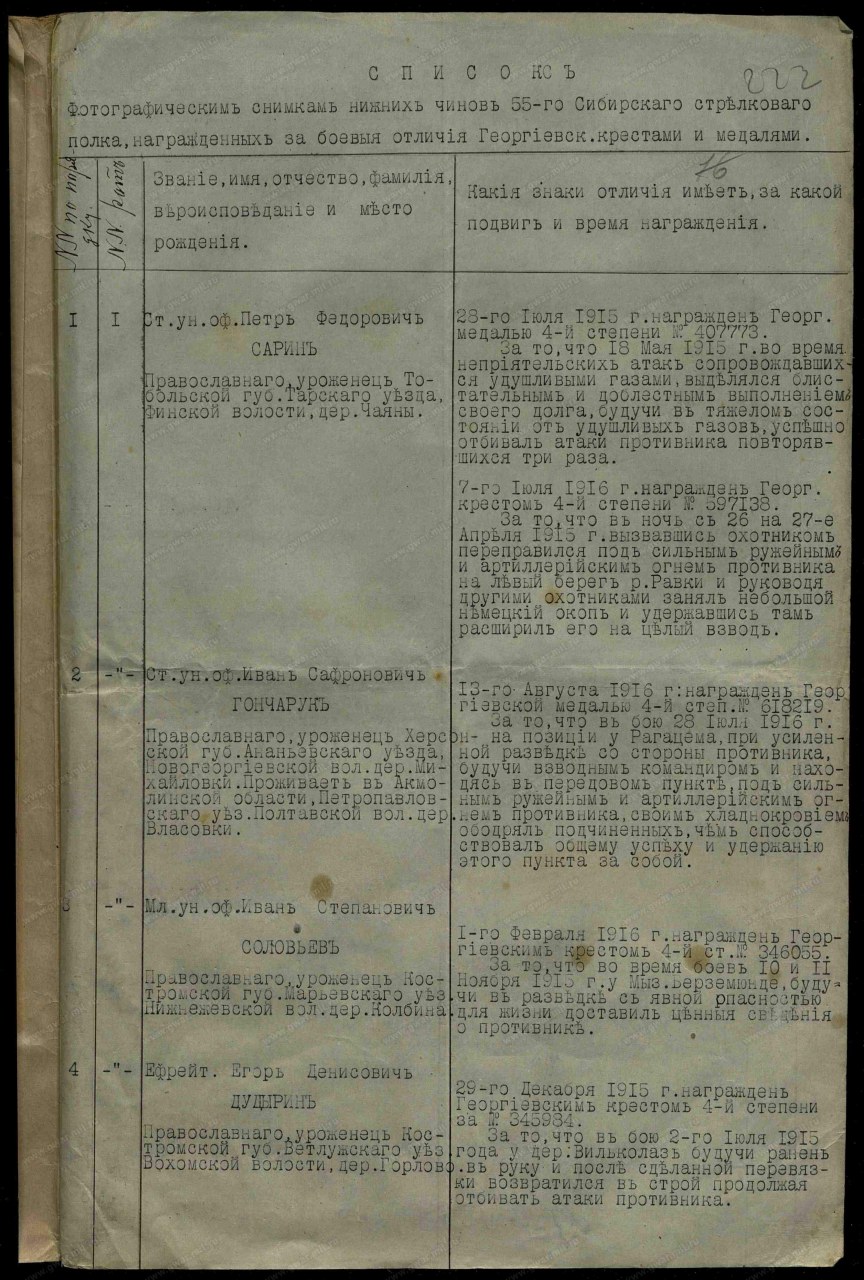 СПИСОКЪ
222
Фотографическимъ снимкамъ нижнихъ чиновъ 55-го Сибирскаго стрѣлковаго
полка,награжденныхъ за боевыя отличія Георгіевск.крестами и медалями.
76
NN по поряд-
ку.
NN ротъ
Званіе,имя,отчество,фамилія,
вѣроисповѣданіе и мѣсто
рожденія.
Какія знаки отличія имѣетъ,за какой
подвигъ и время награжденія.
I
I
Ст.ун.оф.Петръ Федоровичъ
САРИНЪ
Православнаго,уроженецъ То-
больской губ.Тарскаго уѣзда,
Финской волости,дер.Чаяны.
28-го Іюля 1915 г.награжденъ Георг.
медалью 4-й степени № 407773.
За то,что 18 Мая 1915 г.во время
непріятельскихъ атакъ сопровождавших-
ся удушливыми газами,выдѣлялся блис-
тательнымъ и доблестнымъ выполненіемъ
своего долга,будучи въ тяжеломъ сос-
тояніи отъ удушливыхъ газовъ,успѣшно
отбивалъ атаки противника повторяв-
шихся три раза.
7-го Іюля 1916 г.награжденъ Георг.
крестомъ 4-й степени № 597138.
За то,что въ ночь съ 26 на 27-е
Апрѣля 1915 г.вызвавшись охотникомъ
переправился подъ сильнымъ ружейнымъ
и артиллерійскимъ огнемъ противника
на лѣвый берегъ р.Равки и руководя
другими охотниками занялъ небольшой
нѣмецкій окопъ и удержавшись тамъ
расширилъ его на цѣлый взводъ.
2
-"-
Ст.ун.оф.Иванъ Сафроновичъ
ГОНЧАРУКЪ
Православнаго,уроженецъ Херсон-
ской губ.Ананьевскаго уѣзда,
Новогеоргіевской вол.дер.Ми-
хайловки.Проживаетъ въ Акмо-
линской области,Петропавлов-
скаго уѣз.Полтавской вол.дер.
Власовки.
13-го Августа 1916 г:награжденъ Геор
гіевской медалью 4-й степ.№ 618219.
За то,что въ бою 28 Іюля 1916 г.
на позиціи у Рагацема,при усилен-
ной развѣдкѣ со стороны противника,
будучи взводнымъ командиромъ и нахо-
дясь въ передовомъ пунктѣ,подъ силь-
нымъ ружейнымъ и артиллерійскимъ ог-
немъ противника,своимъ хладнокровіемъ
ободрялъ подчиненныхъ,чѣмъ способ-
ствовалъ общему успѣху и удержанію
этого пункта за собой.
3
-"-
Мл.ун.оф.Иванъ Степановичъ
СОЛОВЬЕВЪ
Православнаго,уроженецъ Кос-
тромской губ.Марьевскаго уѣз.
Нижнежевской вол.дер.Колбина.
I-го Февраля 1916 г.награжденъ Геор-
гіевскимъ крестомъ 4-й ст.№ 346055.
За то,что во время боевъ 10 и 11
Ноября 1915 г.у Мыз.Берземюнде,буду-
чи въ развѣдкѣ съ явной рпасностью
для жизни доставилъ цѣнныя свѣдѣнія
о противникѣ.
4
-"-
Ефрейт. Егоръ Денисовичъ
ДУДЫРИНЪ
Православнаго,уроженецъ Кос-
тромской губ.Ветлужскаго уѣз.
Вохомской волости,дер.Горлово.
29-го Декабря 1915 г.награжденъ
Георгіевскимъ крестомъ 4-й степени
за № 345984.
За то,что въ бою 2-го Іюля 1915
года у дер.Вильколазъ будучи раненъ
въ руку и послѣ сдѣланной перевяз-
ки возвратился въ строй продолжая
отбивать атаки противника.